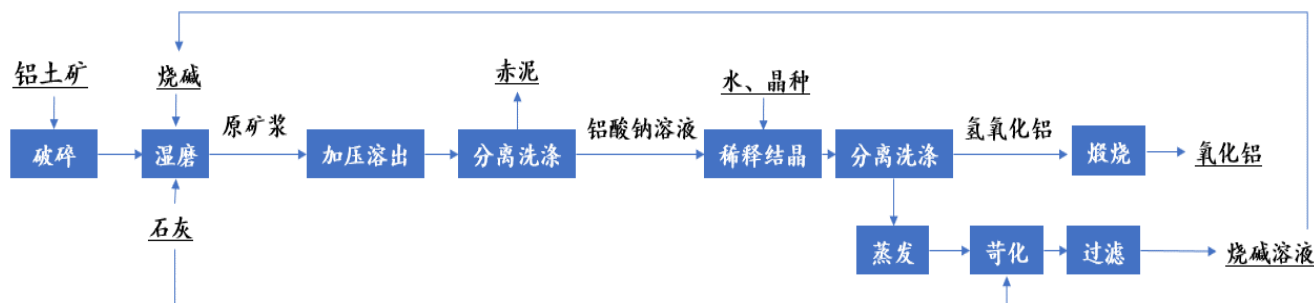 铝土矿
烧碱
赤泥
水、晶种
破碎
湿磨
原矿浆
加压溶出
分离洗涤
铝酸钠溶液
稀释结晶
分离洗涤
氢氧化铝
煅烧
氧化铝
石灰
蒸发
苛化
过滤
烧碱溶液